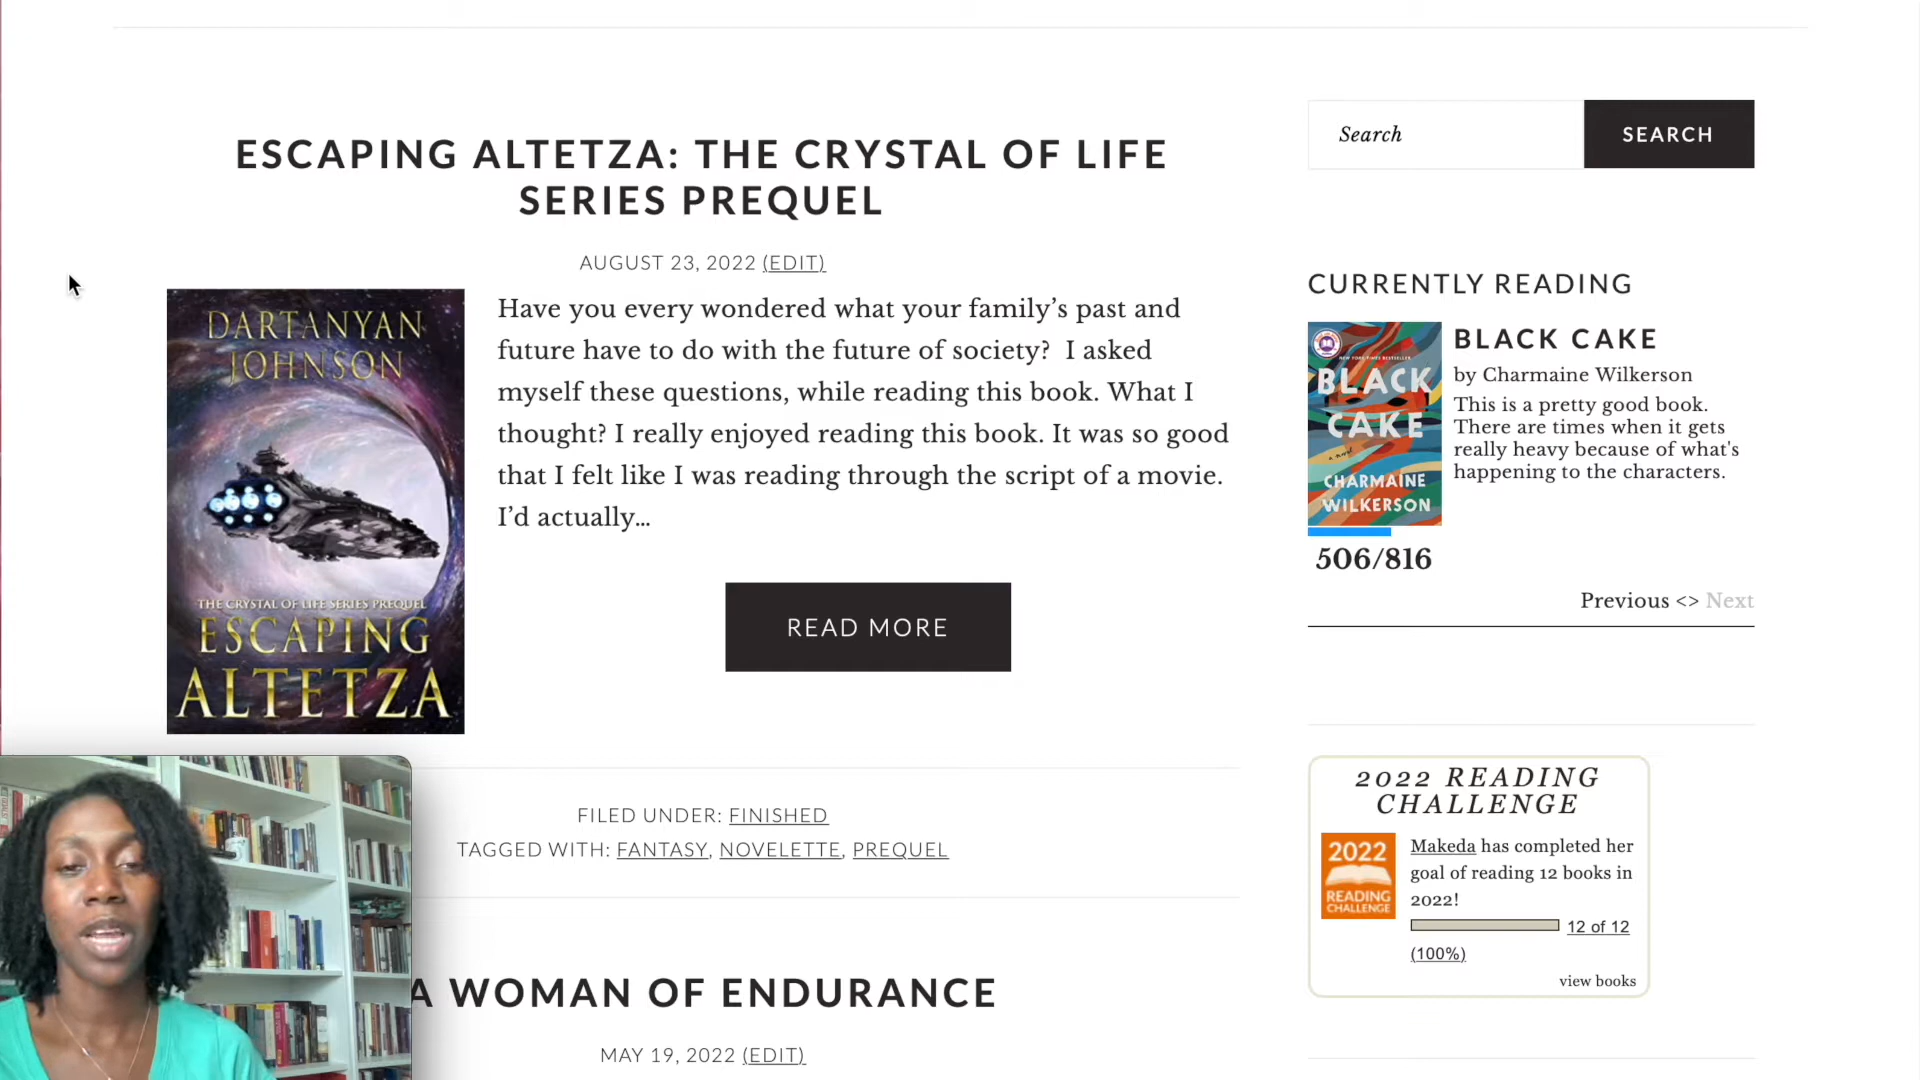 ESCAPING ALTETZA: THE CRYSTAL OF LIFE
SERIES PREQUEL
AUGUST 23, 2022 (EDIT)
DARTANYAN
JOHNSON
THE CRYSTAL OF LIFE SERIES PREQUEL
ESCAPING
ALTETZA
Have you every wondered what your family’s past and
future have to do with the future of society?  I asked
myself these questions, while reading this book. What I
thought? I really enjoyed reading this book. It was so good
that I felt like I was reading through the script of a movie.
I’d actually…
READ MORE
FILED UNDER: FINISHED
TAGGED WITH: FANTASY, NOVELETTE, PREQUEL
A WOMAN OF ENDURANCE
MAY 19, 2022 (EDIT)
Search
SEARCH
CURRENTLY READING
NEW YORK TIMES BESTSELLER
BLACK
CAKE
a novel
CHARMAINE
WILKERSON
BLACK CAKE
by Charmaine Wilkerson
This is a pretty good book.
There are times when it gets
really heavy because of what's
happening to the characters.
506/816
Previous <> Next
2022 READING
CHALLENGE
2022
READING
CHALLENGE
Makeda has completed her
goal of reading 12 books in
2022!
12 of 12
(100%)
view books